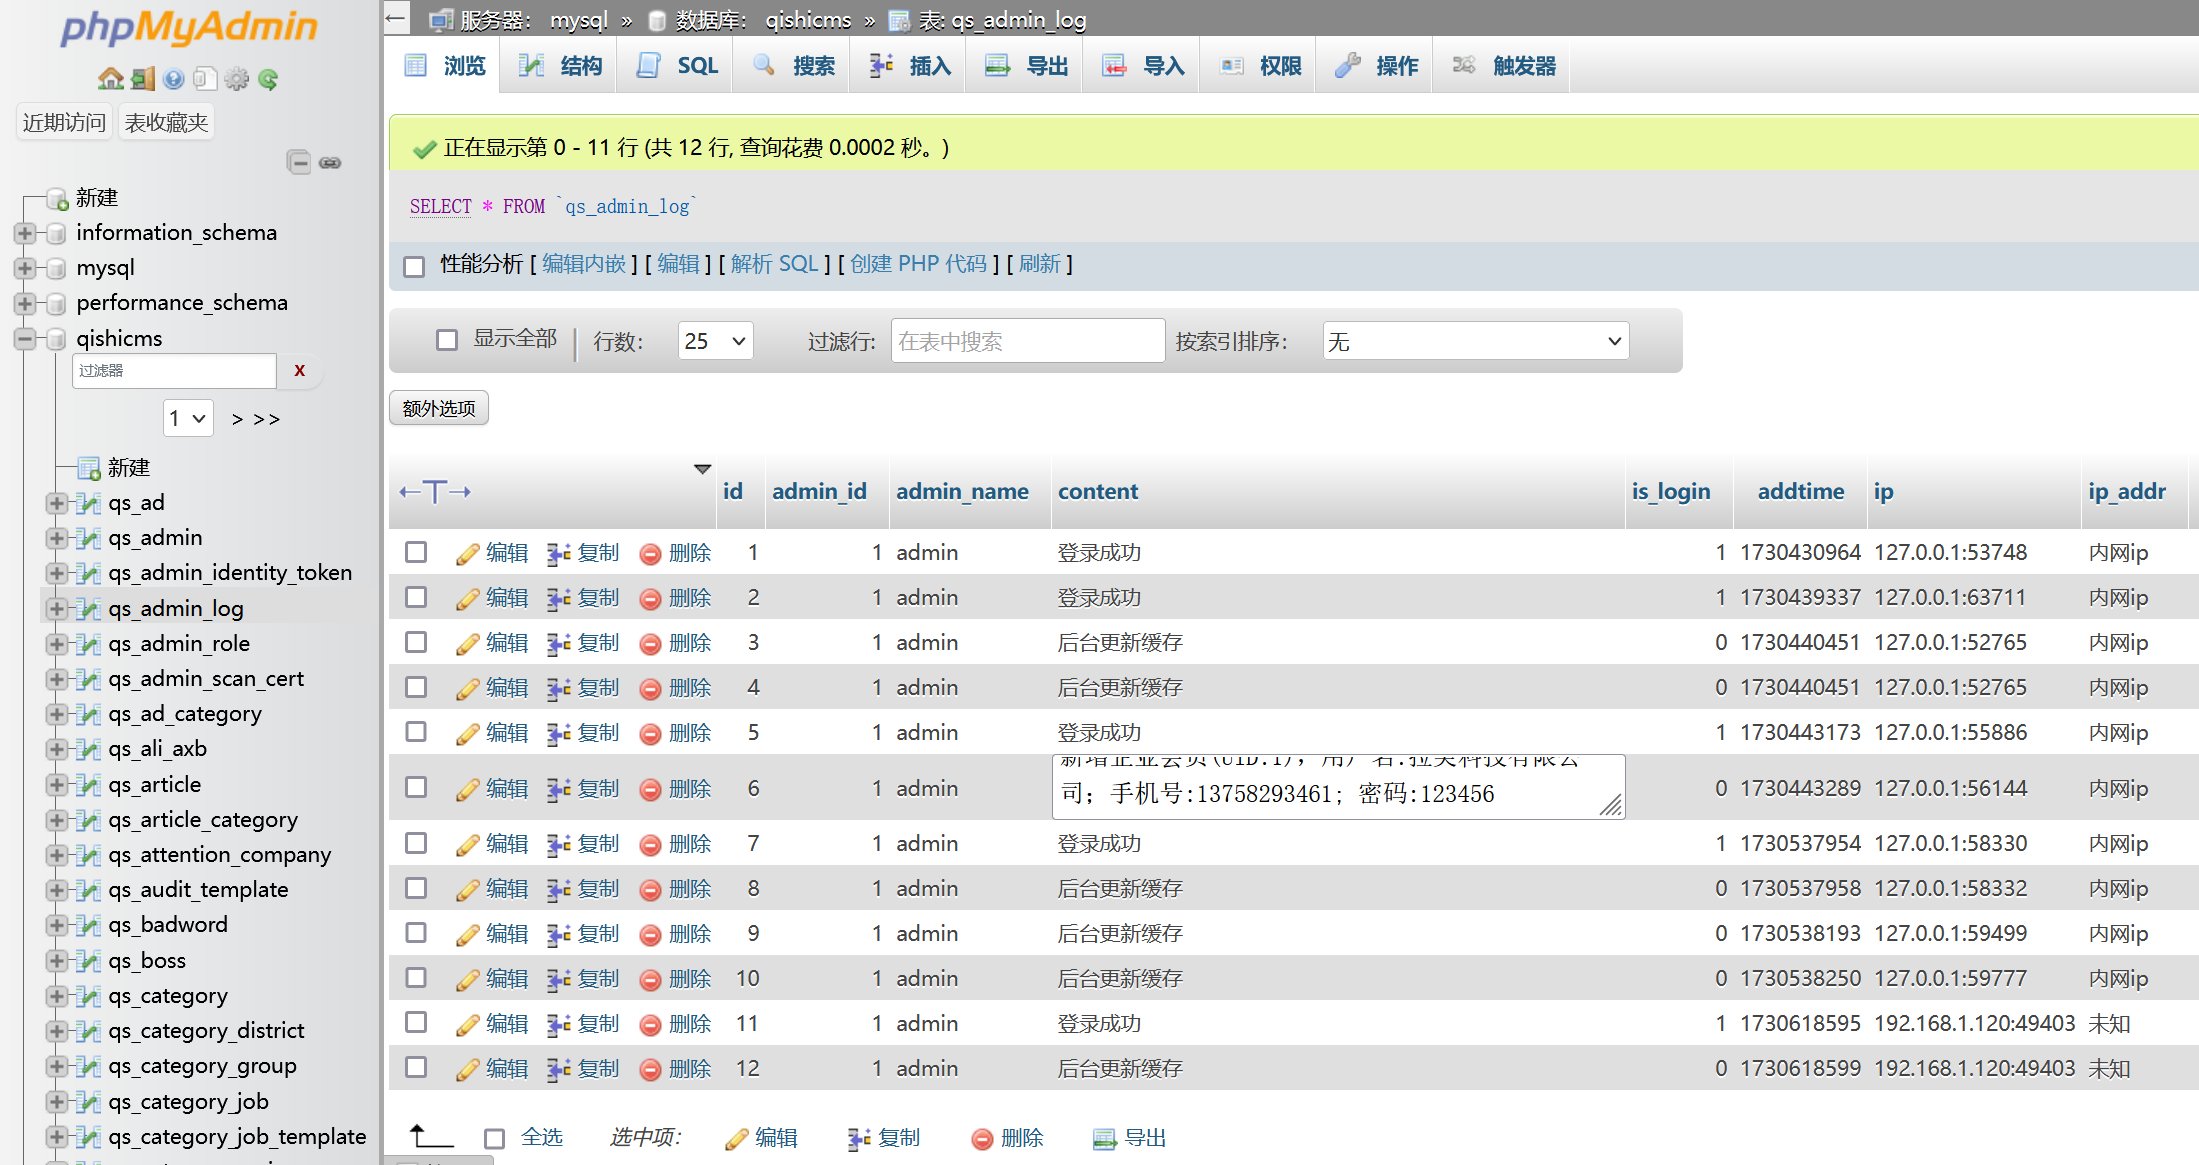 phpMyAdmin
近期访问 表收藏夹
新建
information_schema
mysql
performance_schema
qishicms
过滤器 X
1 > >>
新建
qs_ad
qs_admin
qs_admin_identity_token
qs_admin_log
qs_admin_role
qs_admin_scan_cert
qs_ad_category
qs_ali_axb
qs_article
qs_article_category
qs_attention_company
qs_audit_template
qs_badword
qs_boss
qs_category
qs_category_district
qs_category_group
qs_category_job
qs_category_job_template
服务器： mysql » 数据库： qishicms » 表: qs_admin_log
浏览 结构 SQL 搜索 插入 导出 导入 权限 操作 触发器
正在显示第 0 - 11 行 (共 12 行, 查询花费 0.0002 秒。)
SELECT * FROM `qs_admin_log`
性能分析 [ 编辑内嵌 ] [ 编辑 ] [ 解析 SQL ] [ 创建 PHP 代码 ] [ 刷新 ]
显示全部 行数： 25 过滤行: 在表中搜索 按索引排序： 无
额外选项
←T→ id admin_id admin_name content is_login addtime ip ip_addr
编辑 复制 删除 1 1 admin 登录成功 1 1730430964 127.0.0.1:53748 内网ip
编辑 复制 删除 2 1 admin 登录成功 1 1730439337 127.0.0.1:63711 内网ip
编辑 复制 删除 3 1 admin 后台更新缓存 0 1730440451 127.0.0.1:52765 内网ip
编辑 复制 删除 4 1 admin 后台更新缓存 0 1730440451 127.0.0.1:52765 内网ip
编辑 复制 删除 5 1 admin 登录成功 1 1730443173 127.0.0.1:55886 内网ip
新增企业会员(UID:1)；用户名:拉莫科技有限公
编辑 复制 删除 6 1 admin 司；手机号:13758293461；密码:123456 0 1730443289 127.0.0.1:56144 内网ip
编辑 复制 删除 7 1 admin 登录成功 1 1730537954 127.0.0.1:58330 内网ip
编辑 复制 删除 8 1 admin 后台更新缓存 0 1730537958 127.0.0.1:58332 内网ip
编辑 复制 删除 9 1 admin 后台更新缓存 0 1730538193 127.0.0.1:59499 内网ip
编辑 复制 删除 10 1 admin 后台更新缓存 0 1730538250 127.0.0.1:59777 内网ip
编辑 复制 删除 11 1 admin 登录成功 1 1730618595 192.168.1.120:49403 未知
编辑 复制 删除 12 1 admin 后台更新缓存 0 1730618599 192.168.1.120:49403 未知
全选 选中项： 编辑 复制 删除 导出